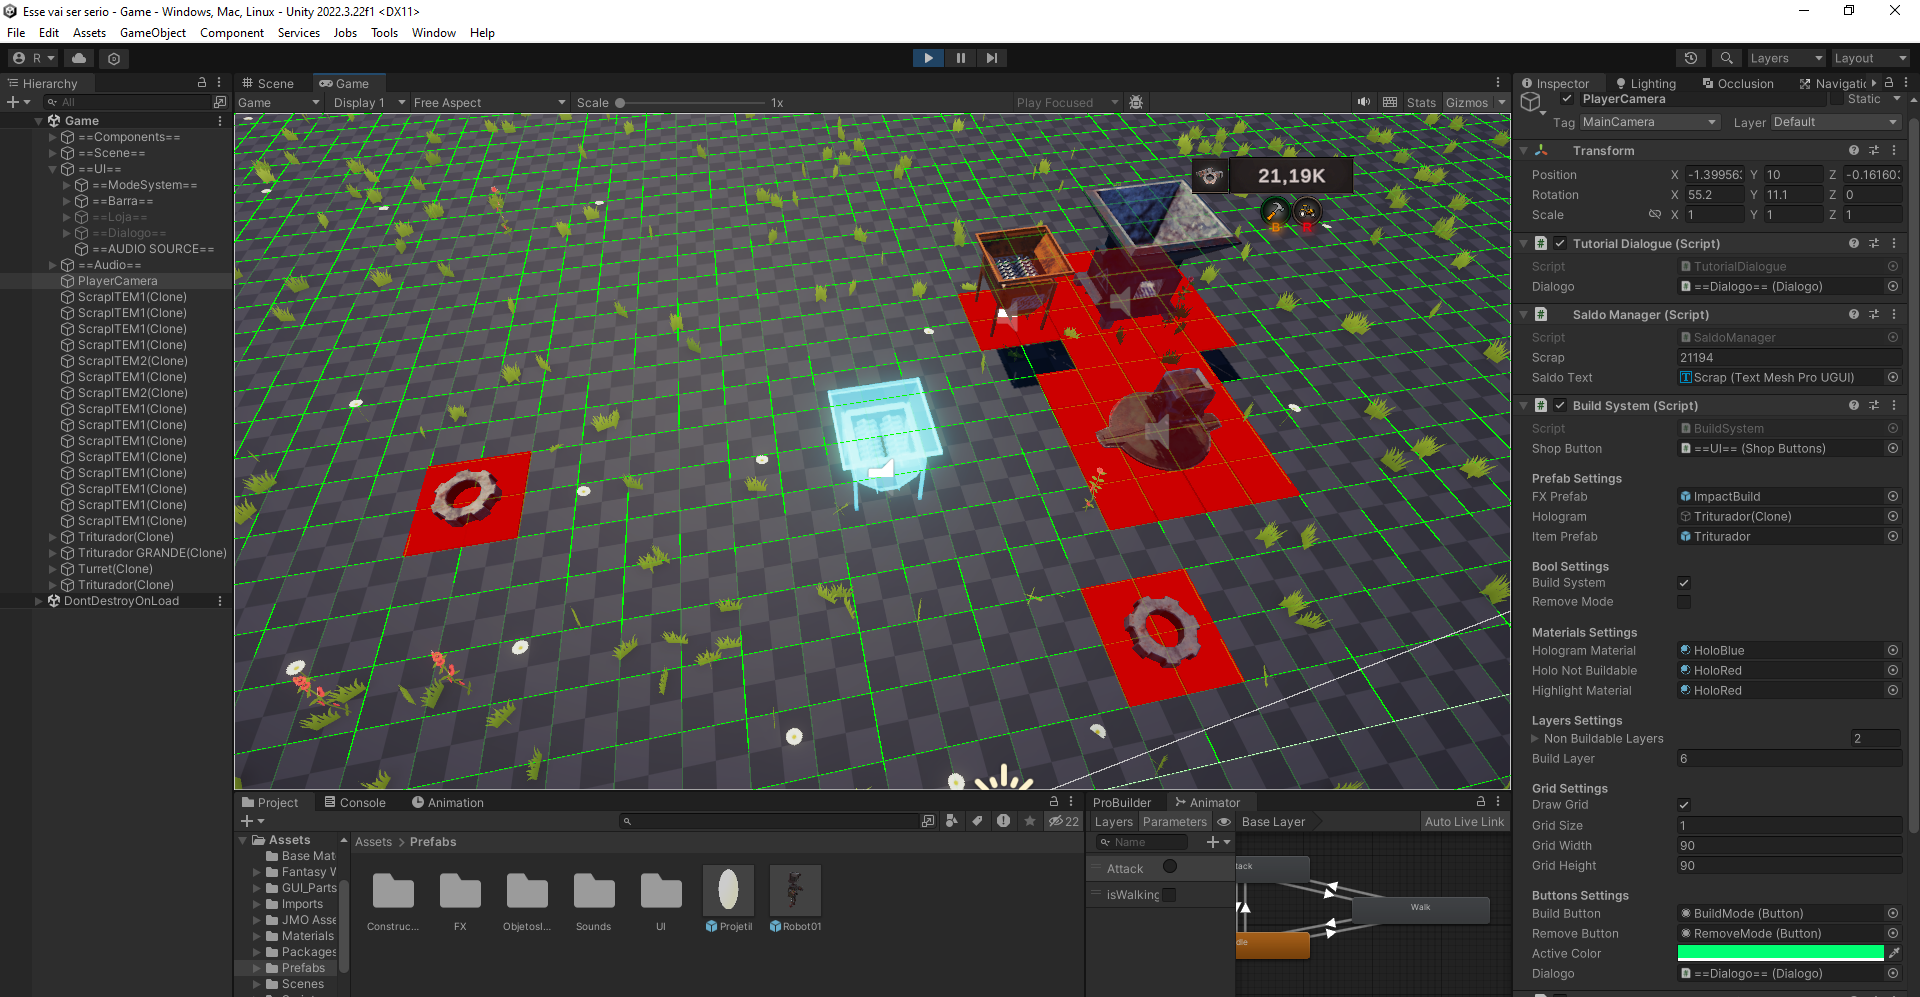 Esse vai ser serio - Game - Windows, Mac, Linux - Unity 2022.3.22f1 <DX11>
File Edit Assets GameObject Component Services Jobs Tools Window Help
R
Layers
Layout
Hierarchy
All
Game
==Components==
==Scene==
==UI==
==ModeSystem==
==Barra==
==Loja==
==Dialogo==
==AUDIO SOURCE==
==Audio==
PlayerCamera
ScrapITEM1(Clone)
ScrapITEM1(Clone)
ScrapITEM1(Clone)
ScrapITEM1(Clone)
ScrapITEM2(Clone)
ScrapITEM1(Clone)
ScrapITEM2(Clone)
ScrapITEM1(Clone)
ScrapITEM1(Clone)
ScrapITEM1(Clone)
ScrapITEM1(Clone)
ScrapITEM1(Clone)
ScrapITEM1(Clone)
ScrapITEM1(Clone)
ScrapITEM1(Clone)
Triturador(Clone)
Triturador GRANDE(Clone)
Turret(Clone)
Triturador(Clone)
DontDestroyOnLoad
Scene
Game
Game
Display 1
Free Aspect
Scale
1x
Play Focused
Stats
Gizmos
21,19K
B
R
Project
Console
Animation
22
Assets
Base Mat
Fantasy V
GUI_Parts
Imports
JMO Asse
Materials
Packages
Prefabs
Scenes
Assets > Prefabs
Construc...
FX
Objetosl...
Sounds
UI
Projetil
Robot01
ProBuilder
Animator
Layers
Parameters
Base Layer
Auto Live Link
Name
Attack
isWalking
tack
Walk
dle
Inspector
Lighting
Occlusion
Navigatio
PlayerCamera
Static
Tag MainCamera
Layer Default
Transform
Position X -1.399563 Y 10 Z -0.161603
Rotation X 55.2 Y 11.1 Z 0
Scale X 1 Y 1 Z 1
Tutorial Dialogue (Script)
Script TutorialDialogue
Dialogo ==Dialogo== (Dialogo)
Saldo Manager (Script)
Script SaldoManager
Scrap 21194
Saldo Text Scrap (Text Mesh Pro UGUI)
Build System (Script)
Script BuildSystem
Shop Button ==UI== (Shop Buttons)
Prefab Settings
FX Prefab ImpactBuild
Hologram Triturador(Clone)
Item Prefab Triturador
Bool Settings
Build System
Remove Mode
Materials Settings
Hologram Material HoloBlue
Holo Not Buildable HoloRed
Highlight Material HoloRed
Layers Settings
Non Buildable Layers 2
Build Layer 6
Grid Settings
Draw Grid
Grid Size 1
Grid Width 90
Grid Height 90
Buttons Settings
Build Button BuildMode (Button)
Remove Button RemoveMode (Button)
Active Color
Dialogo ==Dialogo== (Dialogo)